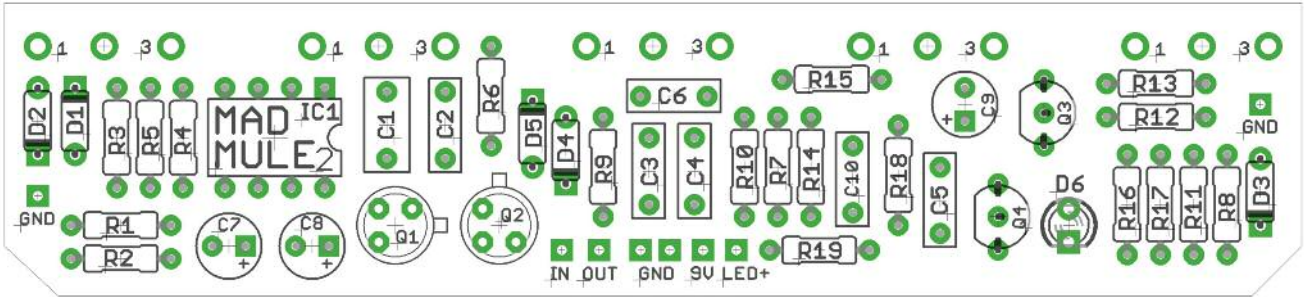 1 3 1 3 1 3 1 3 1 3
D2 D1 R3 R5 R4
MAD IC1
MULE2
C1 C2 R6 D5 D4 R9
C6
C3 C4
R15
R10 R7 R14 C10 R18
C9 Q3
R13
R12
GND
GND
R1
R2
C7 C8
+ +
Q1 Q2
IN OUT GND 9V LED+
R19
C5 Q4
D6
+
R16 R17 R11 R8 D3